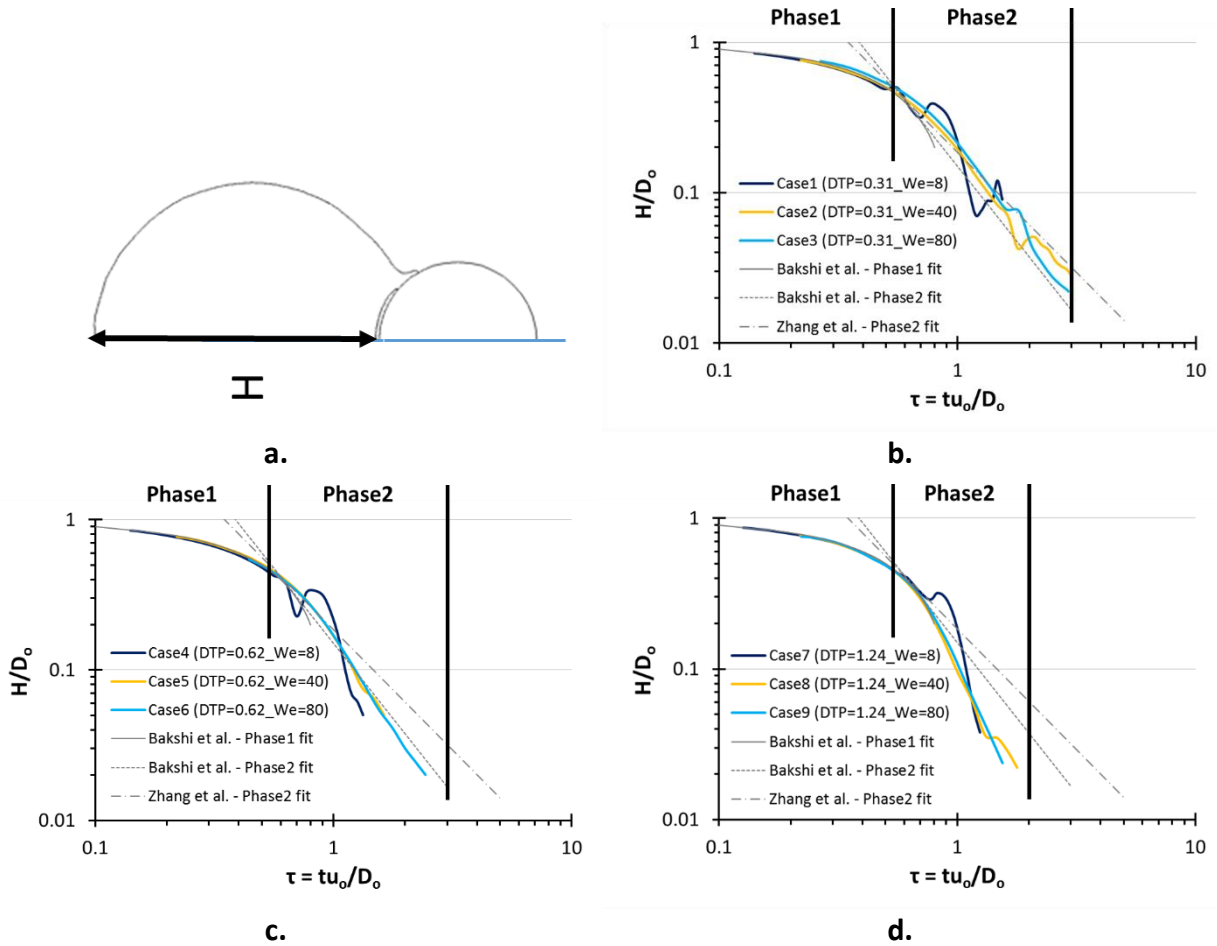 H
a.
Phase1 Phase2
1
0.1
0.01
H/Dₒ
Case1 (DTP=0.31_We=8)
Case2 (DTP=0.31_We=40)
Case3 (DTP=0.31_We=80)
Bakshi et al. - Phase1 fit
Bakshi et al. - Phase2 fit
Zhang et al. - Phase2 fit
0.1 1 10
τ = tuₒ/Dₒ
b.
Phase1 Phase2
1
0.1
0.01
H/Dₒ
Case4 (DTP=0.62_We=8)
Case5 (DTP=0.62_We=40)
Case6 (DTP=0.62_We=80)
Bakshi et al. - Phase1 fit
Bakshi et al. - Phase2 fit
Zhang et al. - Phase2 fit
0.1 1 10
τ = tuₒ/Dₒ
c.
Phase1 Phase2
1
0.1
0.01
H/Dₒ
Case7 (DTP=1.24_We=8)
Case8 (DTP=1.24_We=40)
Case9 (DTP=1.24_We=80)
Bakshi et al. - Phase1 fit
Bakshi et al. - Phase2 fit
Zhang et al. - Phase2 fit
0.1 1 10
τ = tuₒ/Dₒ
d.